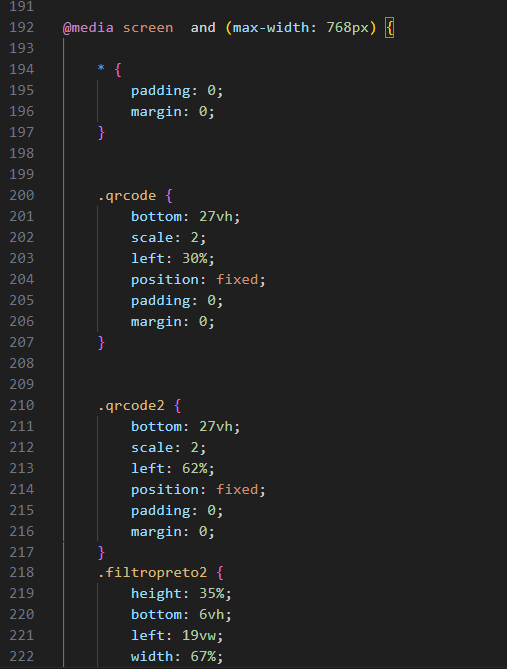 191
192 @media screen  and (max-width: 768px) {
193
194     * {
195         padding: 0;
196         margin: 0;
197     }
198
199
200     .qrcode {
201         bottom: 27vh;
202         scale: 2;
203         left: 30%;
204         position: fixed;
205         padding: 0;
206         margin: 0;
207     }
208
209
210     .qrcode2 {
211         bottom: 27vh;
212         scale: 2;
213         left: 62%;
214         position: fixed;
215         padding: 0;
216         margin: 0;
217     }
218     .filtropreto2 {
219         height: 35%;
220         bottom: 6vh;
221         left: 19vw;
222         width: 67%;